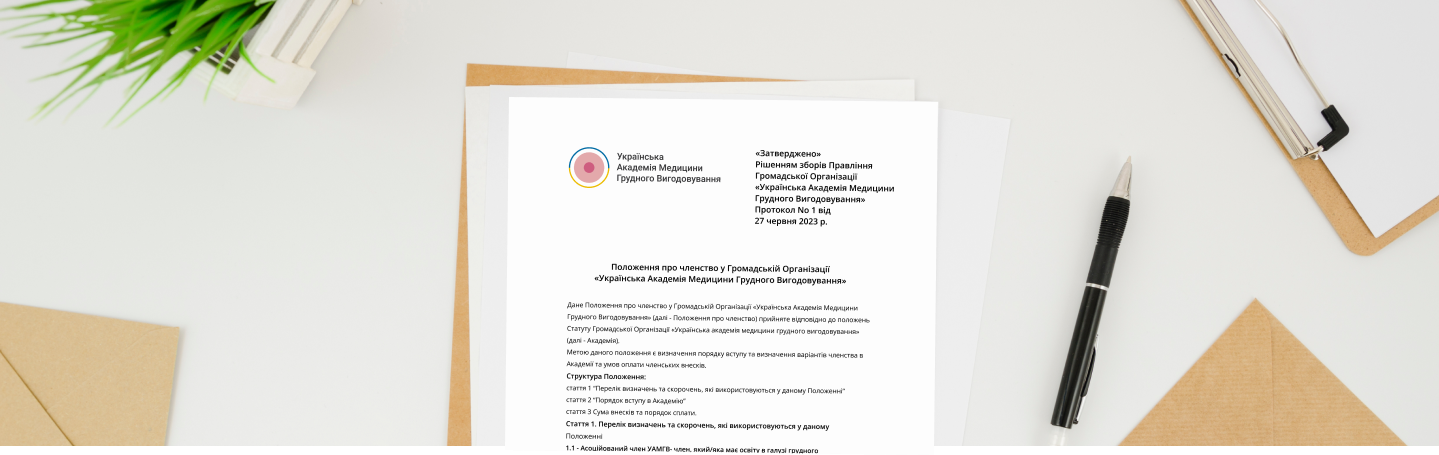 Українська
Академія Медицини
Грудного Вигодовування
«Затверджено»
Рішенням зборів Правління
Громадської Організації
«Українська Академія Медицини
Грудного Вигодовування»
Протокол No 1 від
27 червня 2023 р.
Положення про членство у Громадській Організації
«Українська Академія Медицини Грудного Вигодовування»
Дане Положення про членство у Громадській Організації «Українська Академія Медицини
Грудного Вигодовування» (далі - Положення про членство) прийняте відповідно до положень
Статуту Громадської Організації «Українська академія медицини грудного вигодовування»
(далі - Академія).
Метою даного положення є визначення порядку вступу та визначення варіантів членства в
Академії та умов оплати членських внесків.
Структура Положення:
стаття 1 "Перелік визначень та скорочень, які використовуються у даному Положенні"
стаття 2 "Порядок вступу в Академію"
стаття 3 Сума внесків та порядок сплати.
Стаття 1. Перелік визначень та скорочень, які використовуються у даному
Положенні
1.1 - Асоційований член УАМГВ- член, який/яка має освіту в галузі грудного